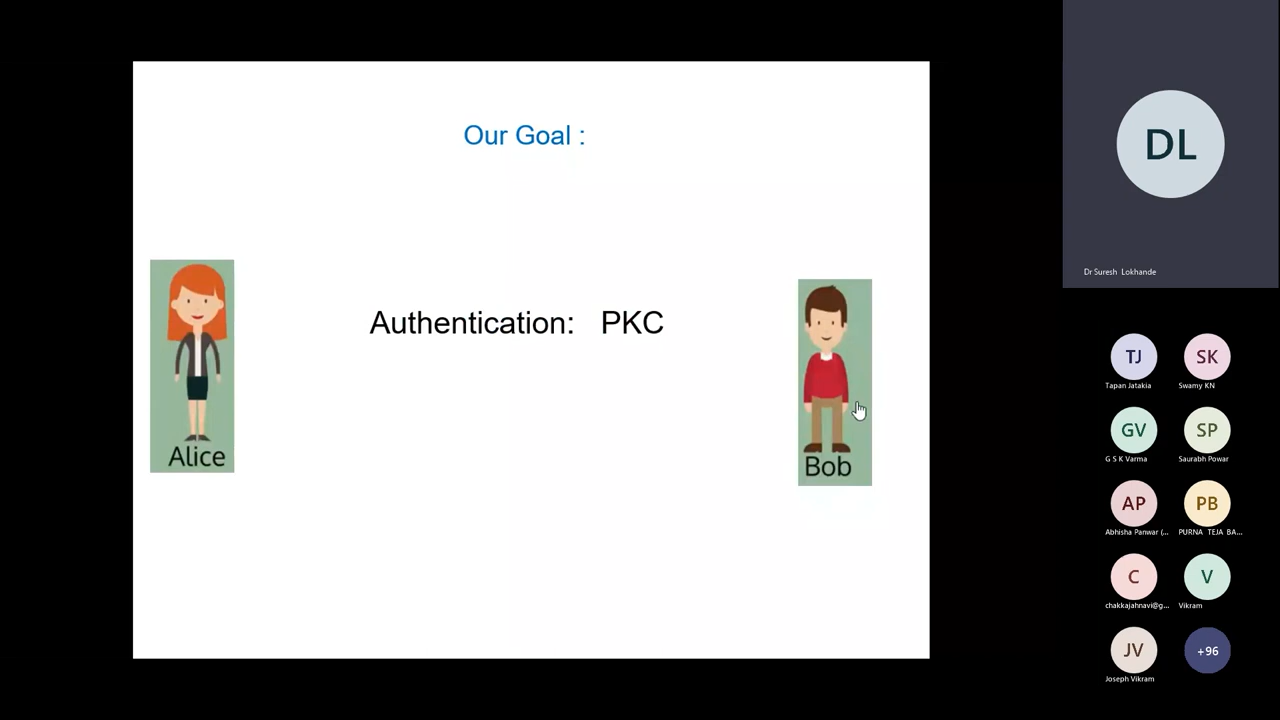 Our Goal :
Authentication: PKC
Alice
Bob
DL
Dr Suresh Lokhande
TJ
SK
Tapan Jatakia
Swamy KN
GV
SP
G S K Varma
Saurabh Powar
AP
PB
Abhisha Panwar (...
PURNA TEJA BA...
C
V
chakkajahnavi@g...
Vikram
JV
+96
Joseph Vikram